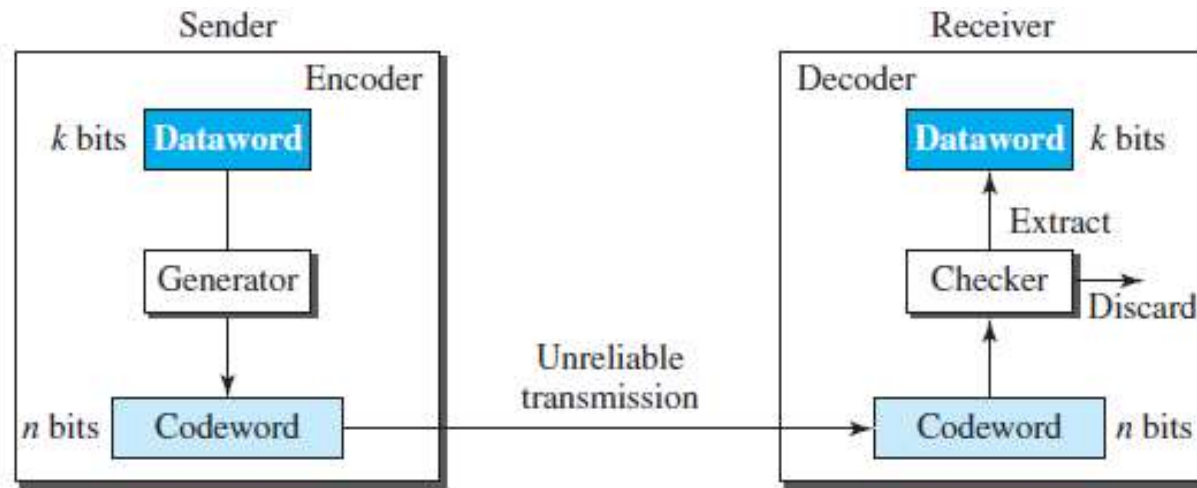 Sender
Encoder
k bits
Dataword
Generator
n bits
Codeword
Unreliable
transmission
Receiver
Decoder
Dataword
k bits
Extract
Checker
Discard
Codeword
n bits